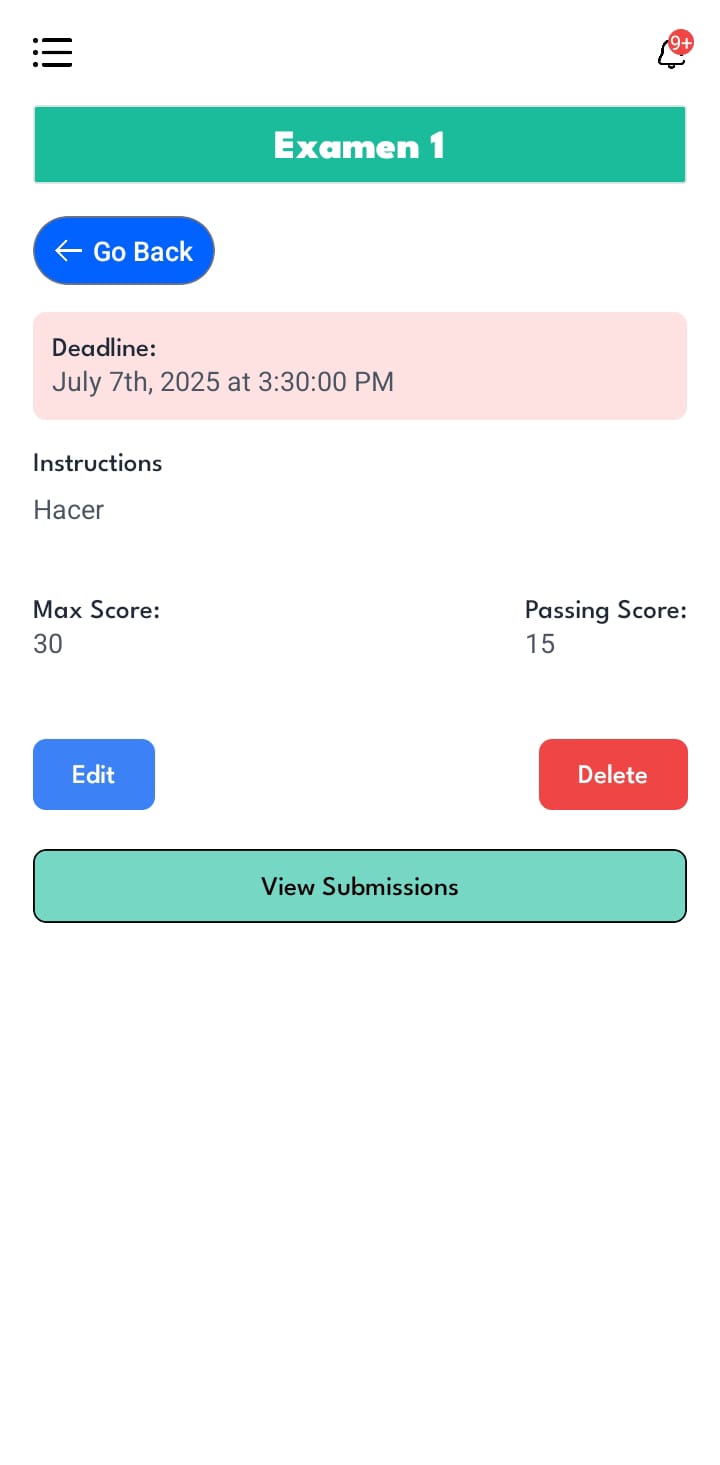 9+
Examen 1
← Go Back
Deadline:
July 7th, 2025 at 3:30:00 PM
Instructions
Hacer
Max Score:
30
Passing Score:
15
Edit
Delete
View Submissions